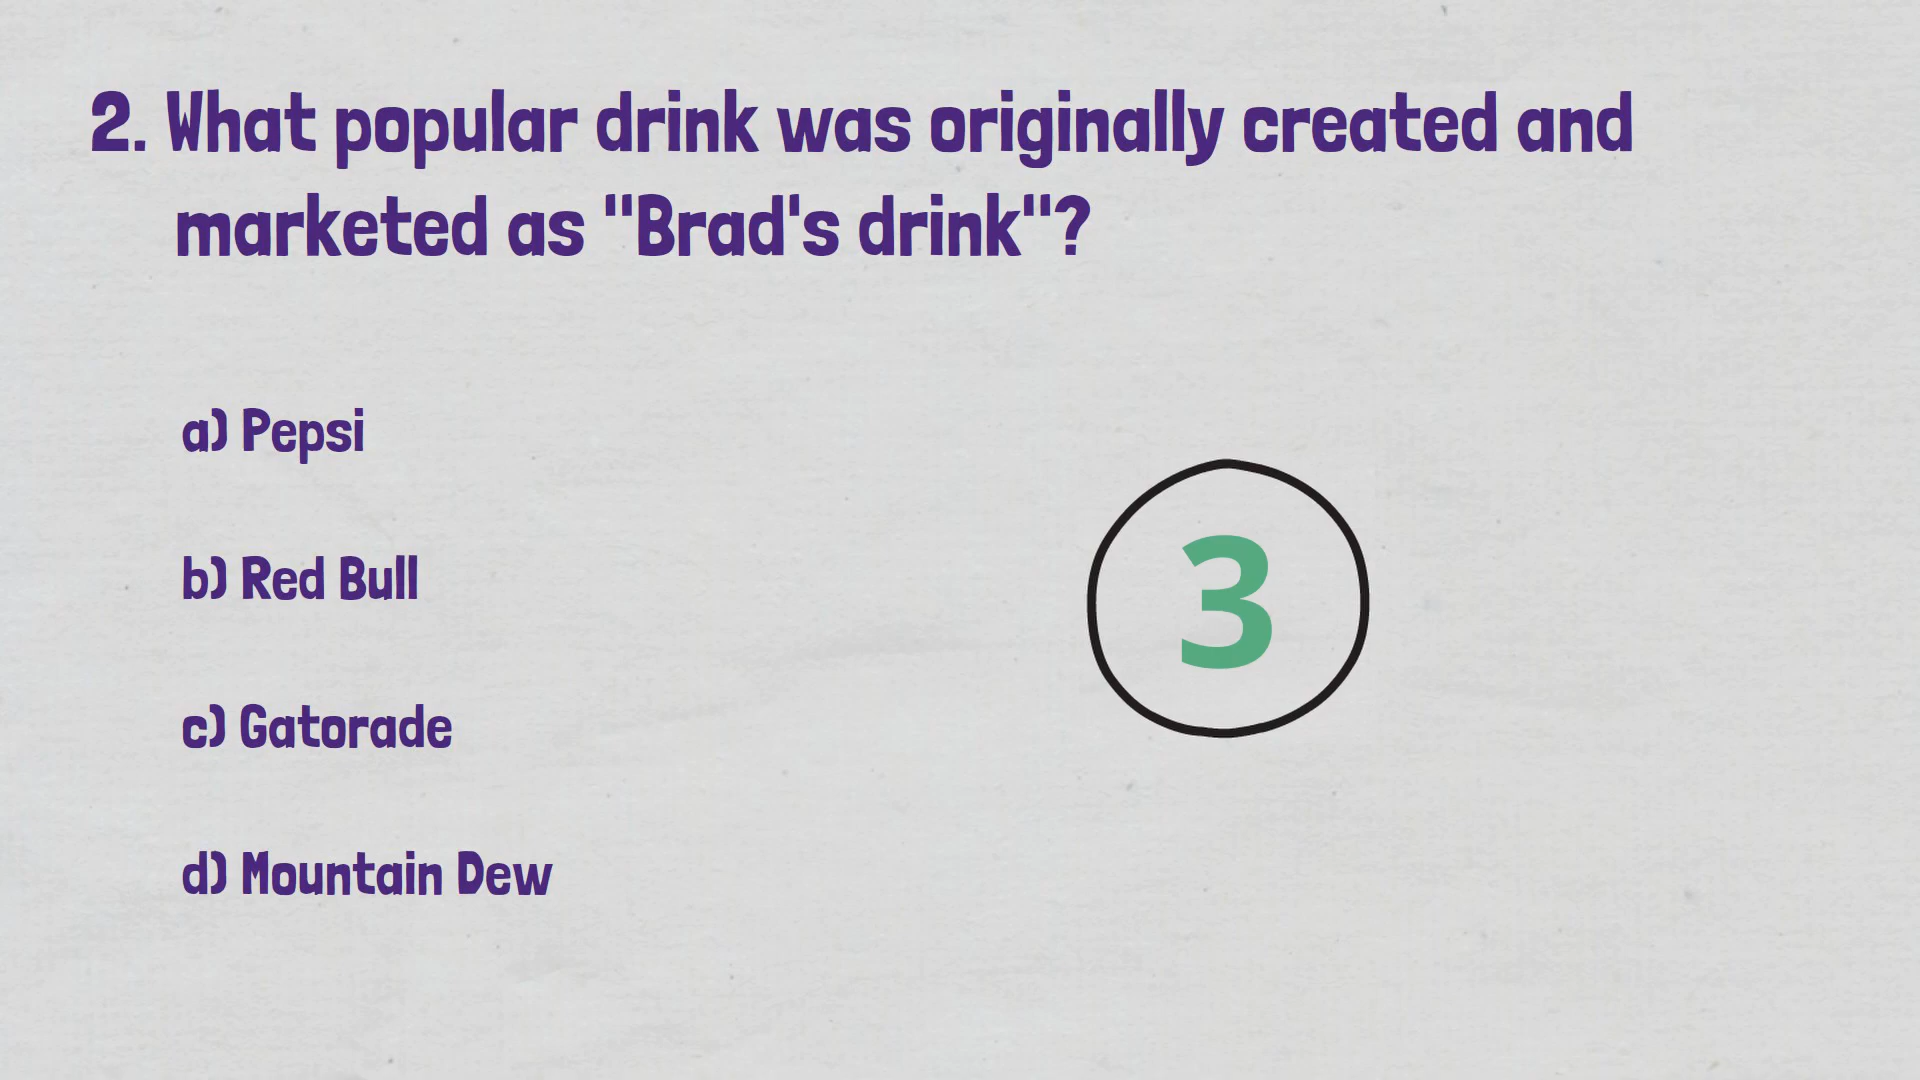 2. What popular drink was originally created and
marketed as "Brad's drink"?
a) Pepsi
b) Red Bull
3
c) Gatorade
d) Mountain Dew